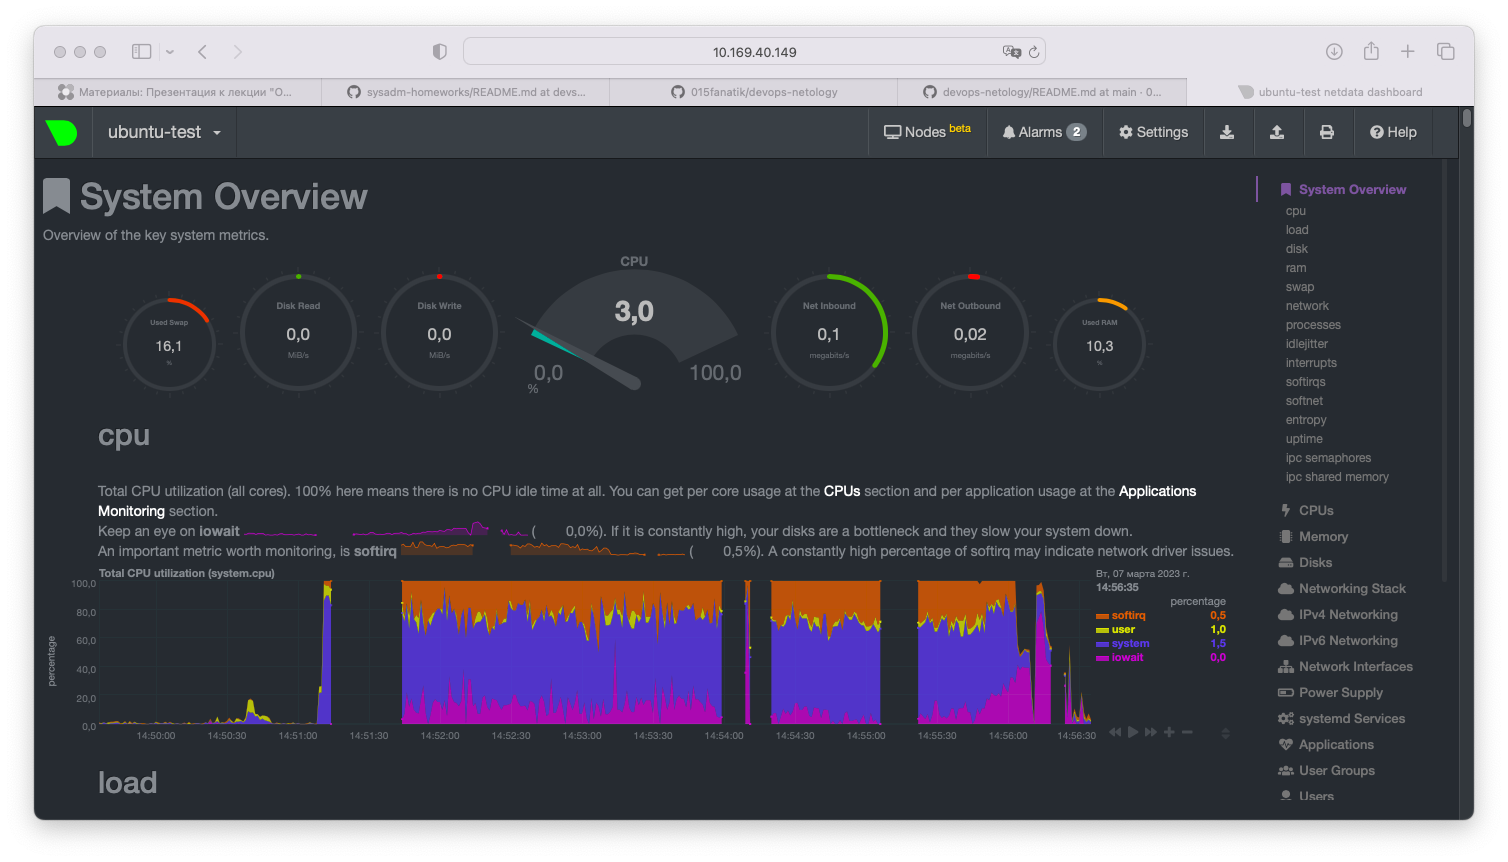 10.169.40.149
Материалы: Презентация к лекции "О...
sysadm-homeworks/README.md at devs...
015fanatik/devops-netology
devops-netology/README.md at main · 0...
ubuntu-test netdata dashboard
ubuntu-test
Nodes beta
Alarms 2
Settings
Help
System Overview
Overview of the key system metrics.
Used Swap
16,1
%
Disk Read
0,0
MiB/s
Disk Write
0,0
MiB/s
CPU
3,0
0,0
100,0
%
Net Inbound
0,1
megabits/s
Net Outbound
0,02
megabits/s
Used RAM
10,3
%
cpu
Total CPU utilization (all cores). 100% here means there is no CPU idle time at all. You can get per core usage at the CPUs section and per application usage at the Applications
Monitoring section.
Keep an eye on iowait ( 0,0%). If it is constantly high, your disks are a bottleneck and they slow your system down.
An important metric worth monitoring, is softirq ( 0,5%). A constantly high percentage of softirq may indicate network driver issues.
Total CPU utilization (system.cpu)
percentage
100,0
80,0
60,0
40,0
20,0
0,0
14:50:00
14:50:30
14:51:00
14:51:30
14:52:00
14:52:30
14:53:00
14:53:30
14:54:00
14:54:30
14:55:00
14:55:30
14:56:00
14:56:30
Вт, 07 марта 2023 г.
14:56:35
percentage
softirq 0,5
user 1,0
system 1,5
iowait 0,0
load
System Overview
cpu
load
disk
ram
swap
network
processes
idlejitter
interrupts
softirqs
softnet
entropy
uptime
ipc semaphores
ipc shared memory
CPUs
Memory
Disks
Networking Stack
IPv4 Networking
IPv6 Networking
Network Interfaces
Power Supply
systemd Services
Applications
User Groups
Users